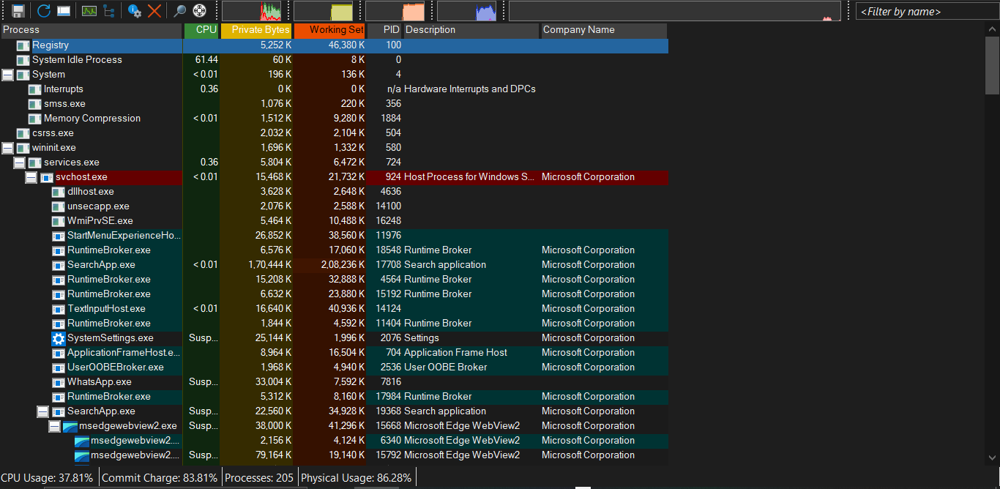 <Filter by name>
Process CPU Private Bytes Working Set PID Description Company Name
Registry 5,252 K 46,380 K 100
System Idle Process 61.44 60 K 8 K 0
System < 0.01 196 K 136 K 4
Interrupts 0.36 0 K 0 K n/a Hardware Interrupts and DPCs
smss.exe 1,076 K 220 K 356
Memory Compression < 0.01 1,512 K 9,280 K 1884
csrss.exe 2,032 K 2,104 K 504
wininit.exe 1,696 K 1,332 K 580
services.exe 0.36 5,804 K 6,472 K 724
svchost.exe < 0.01 15,468 K 21,732 K 924 Host Process for Windows S... Microsoft Corporation
dllhost.exe 3,628 K 2,648 K 4636
unsecapp.exe 2,076 K 2,588 K 14100
WmiPrvSE.exe 5,464 K 10,488 K 16248
StartMenuExperienceHo... 26,852 K 38,560 K 11976
RuntimeBroker.exe 6,576 K 17,060 K 18548 Runtime Broker Microsoft Corporation
SearchApp.exe < 0.01 1,70,444 K 2,08,236 K 17708 Search application Microsoft Corporation
RuntimeBroker.exe 15,208 K 32,888 K 4564 Runtime Broker Microsoft Corporation
RuntimeBroker.exe 6,632 K 23,880 K 15192 Runtime Broker Microsoft Corporation
TextInputHost.exe < 0.01 16,640 K 40,936 K 14124 Microsoft Corporation
RuntimeBroker.exe 1,844 K 4,592 K 11404 Runtime Broker Microsoft Corporation
SystemSettings.exe Susp... 25,144 K 1,996 K 2076 Settings Microsoft Corporation
ApplicationFrameHost.e... 8,964 K 16,504 K 704 Application Frame Host Microsoft Corporation
UserOOBEBroker.exe 1,968 K 4,940 K 2536 User OOBE Broker Microsoft Corporation
WhatsApp.exe Susp... 33,004 K 7,592 K 7816
RuntimeBroker.exe 5,312 K 8,160 K 17984 Runtime Broker Microsoft Corporation
SearchApp.exe Susp... 22,560 K 34,928 K 19368 Search application Microsoft Corporation
msedgewebview2.exe Susp... 38,000 K 41,296 K 15668 Microsoft Edge WebView2 Microsoft Corporation
msedgewebview2.... 2,156 K 4,124 K 6340 Microsoft Edge WebView2 Microsoft Corporation
msedgewebview2.... Susp... 79,164 K 19,140 K 15792 Microsoft Edge WebView2 Microsoft Corporation
CPU Usage: 37.81% Commit Charge: 83.81% Processes: 205 Physical Usage: 86.28%